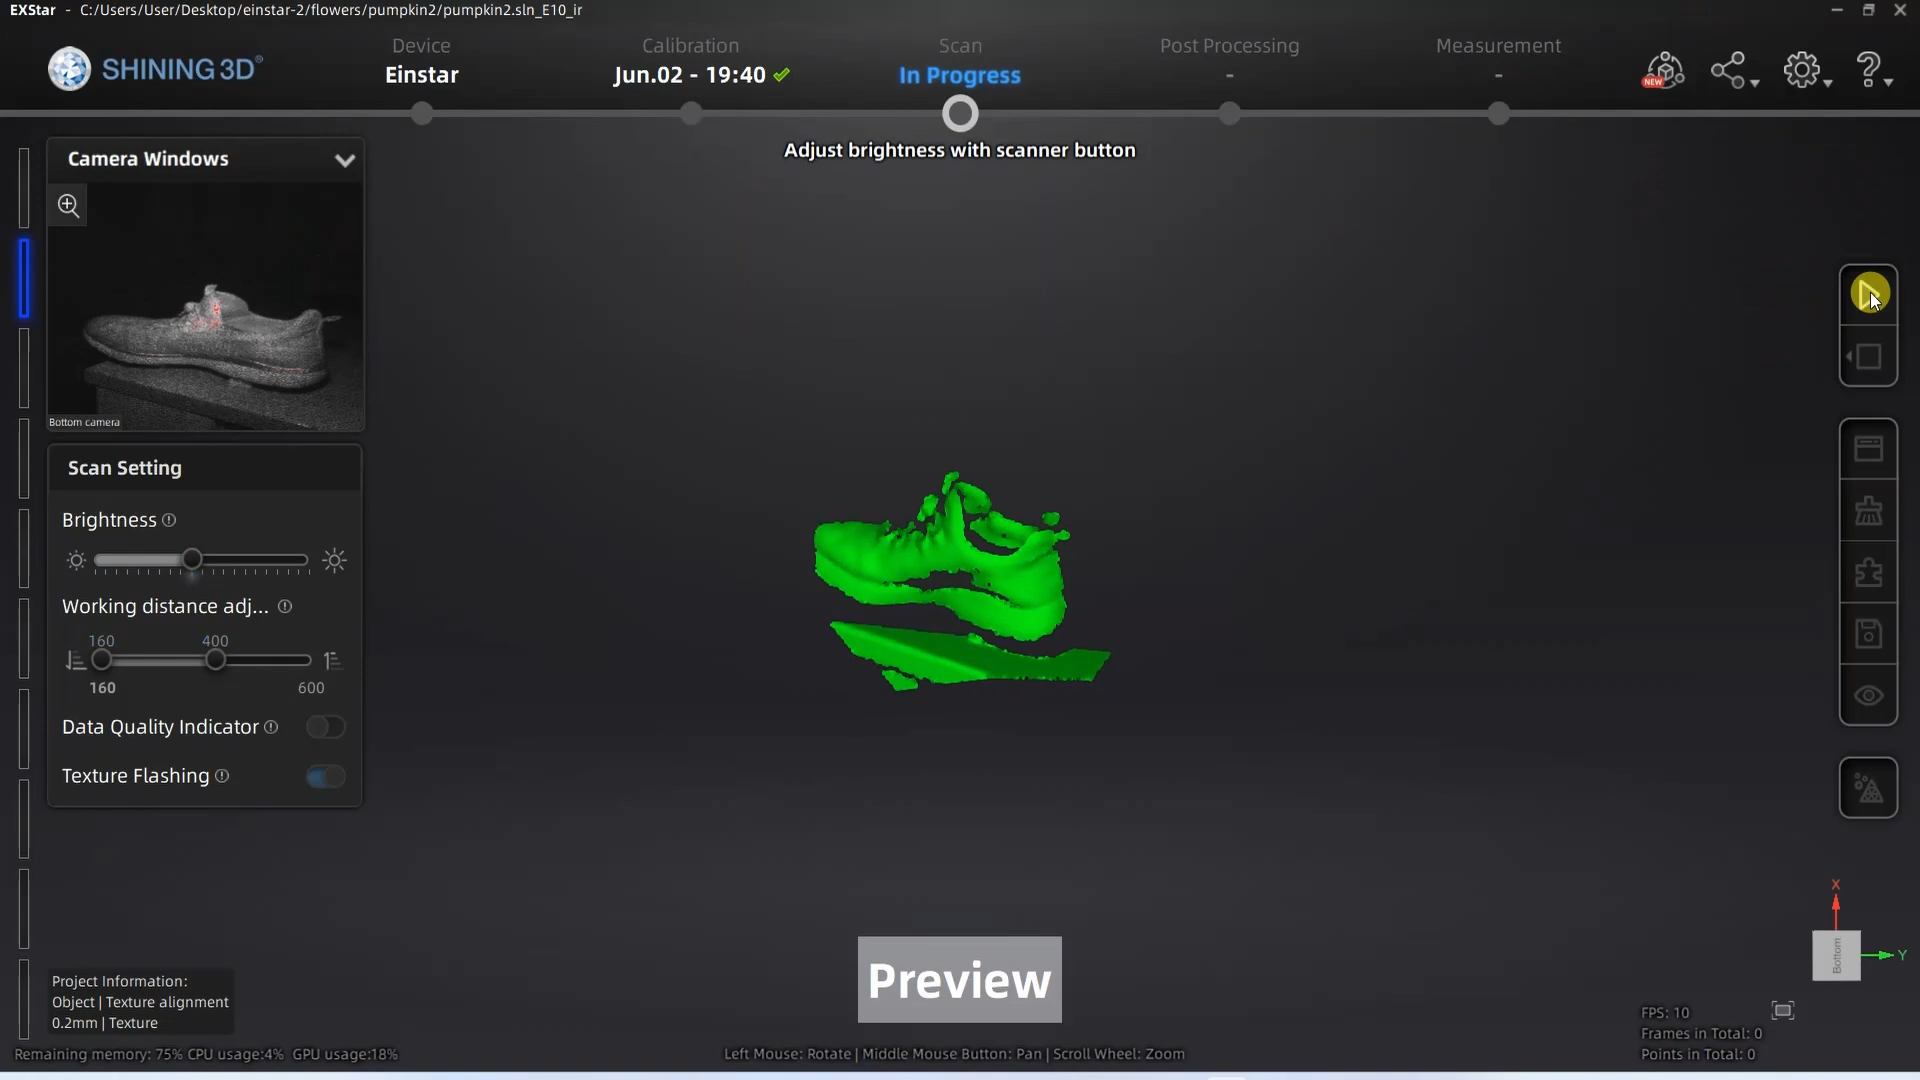 EXStar - C:/Users/User/Desktop/einstar-2/flowers/pumpkin2/pumpkin2.sln_E10_ir
SHINING 3D®
Device
Einstar
Calibration
Jun.02 - 19:40
Scan
In Progress
Post Processing
-
Measurement
-
NEW
Adjust brightness with scanner button
Camera Windows
Bottom camera
Scan Setting
Brightness
Working distance adj...
160 400
160 600
Data Quality Indicator
Texture Flashing
Preview
X
Bottom
Y
Project Information:
Object | Texture alignment
0.2mm | Texture
Remaining memory: 75% CPU usage:4% GPU usage:18%
Left Mouse: Rotate | Middle Mouse Button: Pan | Scroll Wheel: Zoom
FPS: 10
Frames in Total: 0
Points in Total: 0